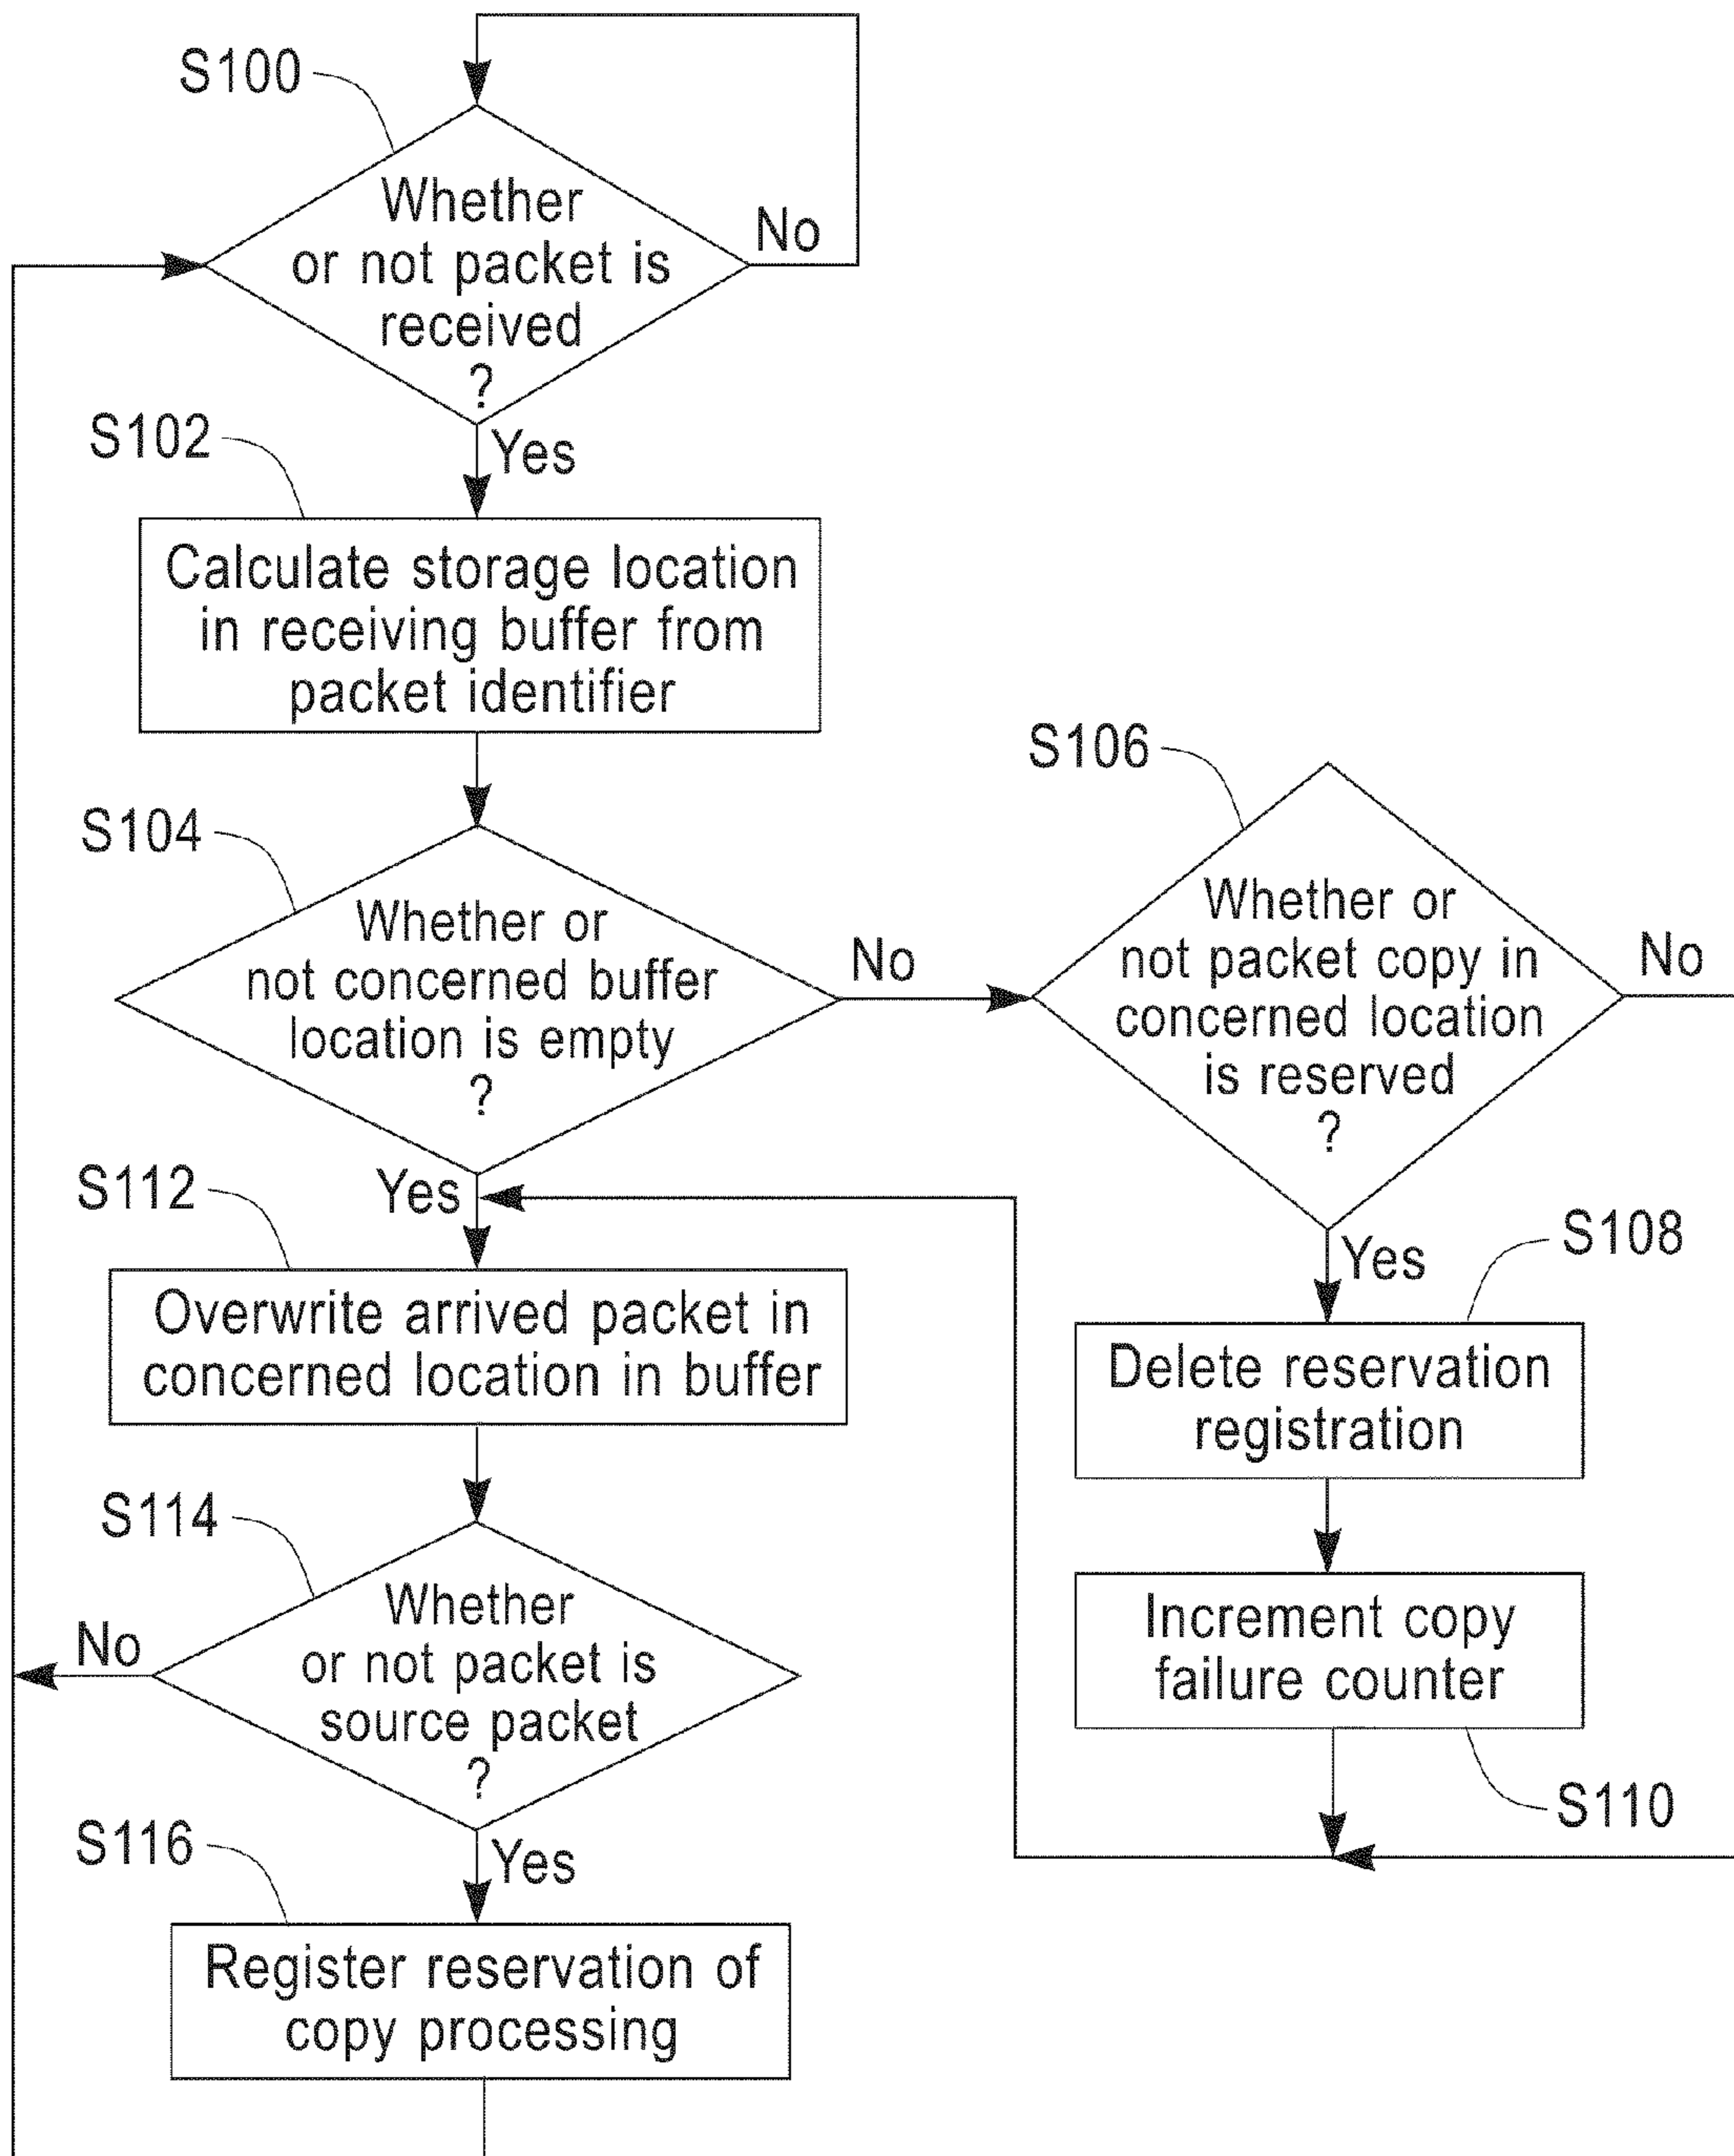 S100
Whether
or not packet is
received
?
No
Yes
S102
Calculate storage location
in receiving buffer from
packet identifier
S104
Whether or
not concerned buffer
location is empty
?
No
Yes
S106
Whether or
not packet copy in
concerned location
is reserved
?
No
Yes
S108
Delete reservation
registration
Increment copy
failure counter
S110
S112
Overwrite arrived packet in
concerned location in buffer
S114
Whether
or not packet is
source packet
?
No
Yes
S116
Register reservation of
copy processing